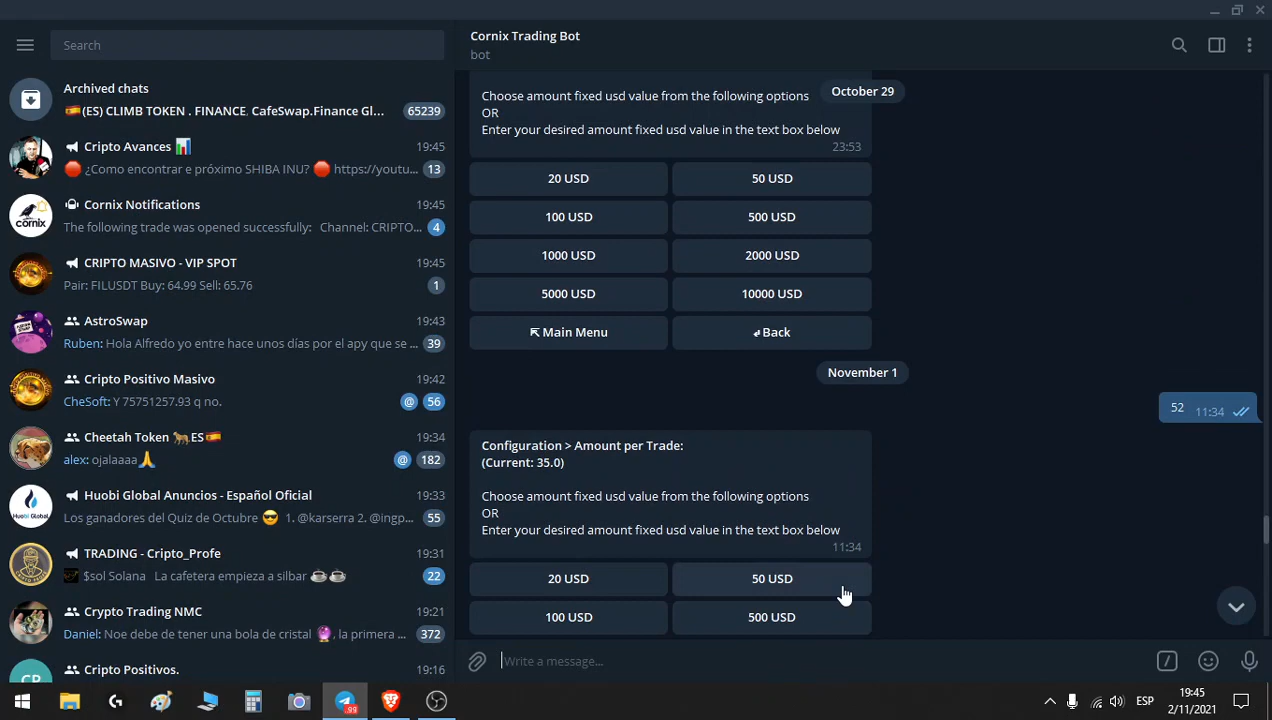 Search
Archived chats
🇪🇸(ES) CLIMB TOKEN . FINANCE, CafeSwap.Finance Gl...
65239
Cripto Avances 📊
19:45
🛑 ¿Como encontrar e próximo SHIBA INU? 🛑 https://youtu...
13
Cornix Notifications
19:45
The following trade was opened successfully: Channel: CRIPTO...
4
cornix
CRIPTO MASIVO - VIP SPOT
19:45
Pair: FILUSDT Buy: 64.99 Sell: 65.76
1
AstroSwap
19:43
Ruben: Hola Alfredo yo entre hace unos días por el apy que se ...
39
Cripto Positivo Masivo
19:42
CheSoft: Y 75751257.93 q no.
@ 56
Cheetah Token 🐆ES🇪🇸
19:34
alex: ojalaaaa🙏
@ 182
Huobi Global Anuncios - Español Oficial
19:33
Los ganadores del Quiz de Octubre 😎 1. @karserra 2. @ingp...
55
Huobi Global
TRADING - Cripto_Profe
19:31
$sol Solana La cafetera empieza a silbar ☕☕
22
Crypto Trading NMC
19:21
Daniel: Noe debe de tener una bola de cristal 🔮, la primera ...
372
Cripto Positivos.
19:16
CP
Cornix Trading Bot
bot
October 29
Choose amount fixed usd value from the following options
OR
Enter your desired amount fixed usd value in the text box below
23:53
20 USD
50 USD
100 USD
500 USD
1000 USD
2000 USD
5000 USD
10000 USD
⇱ Main Menu
↲ Back
November 1
52 11:34
Configuration > Amount per Trade:
(Current: 35.0)
Choose amount fixed usd value from the following options
OR
Enter your desired amount fixed usd value in the text box below
11:34
20 USD
50 USD
100 USD
500 USD
Write a message...
99
ESP
19:45
2/11/2021